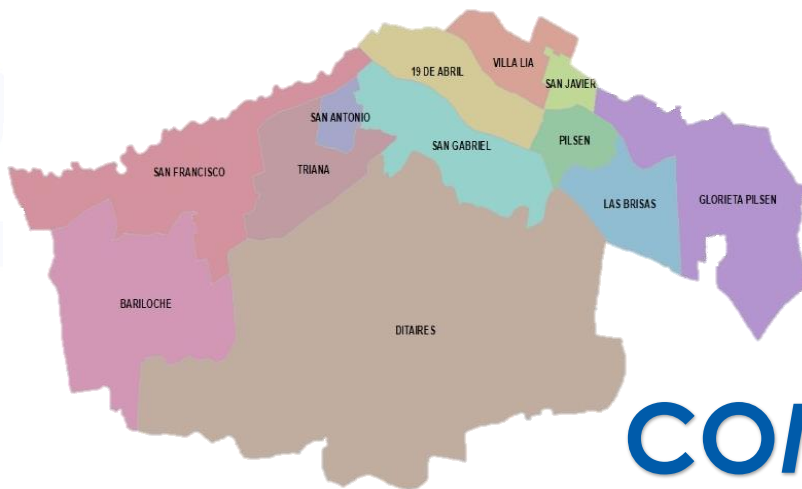 VILLA LIA
19 DE ABRIL
SAN JAVIER
SAN ANTONIO
PILSEN
SAN GABRIEL
TRIANA
SAN FRANCISCO
GLORIETA PILSEN
LAS BRISAS
BARILOCHE
DITAIRES